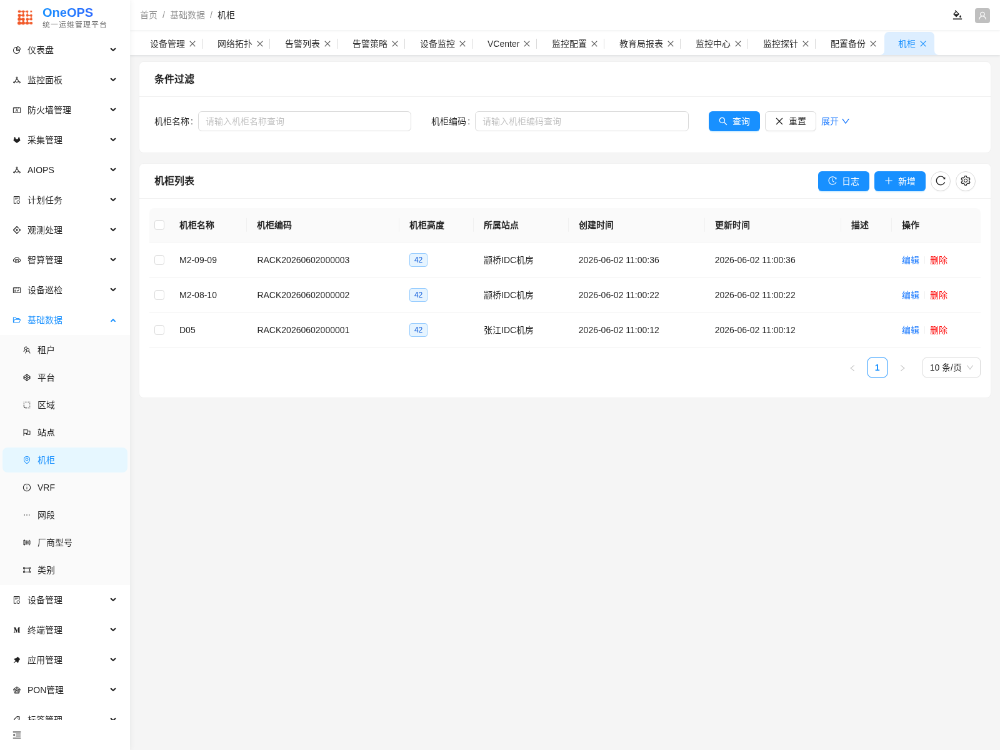 OneOPS
统一运维管理平台
首页 / 基础数据 / 机柜
设备管理
网络拓扑
告警列表
告警策略
设备监控
VCenter
监控配置
教育局报表
监控中心
监控探针
配置备份
机柜
仪表盘
监控面板
防火墙管理
采集管理
AIOPS
计划任务
观测处理
智算管理
设备巡检
基础数据
租户
平台
区域
站点
机柜
VRF
网段
厂商型号
类别
设备管理
终端管理
应用管理
PON管理
标签管理
条件过滤
机柜名称: 请输入机柜名称查询
机柜编码: 请输入机柜编码查询
查询
重置
展开
机柜列表
日志
新增
机柜名称 机柜编码 机柜高度 所属站点 创建时间 更新时间 描述 操作
M2-09-09 RACK20260602000003 42 颛桥IDC机房 2026-06-02 11:00:36 2026-06-02 11:00:36 编辑 删除
M2-08-10 RACK20260602000002 42 颛桥IDC机房 2026-06-02 11:00:22 2026-06-02 11:00:22 编辑 删除
D05 RACK20260602000001 42 张江IDC机房 2026-06-02 11:00:12 2026-06-02 11:00:12 编辑 删除
1
10 条/页